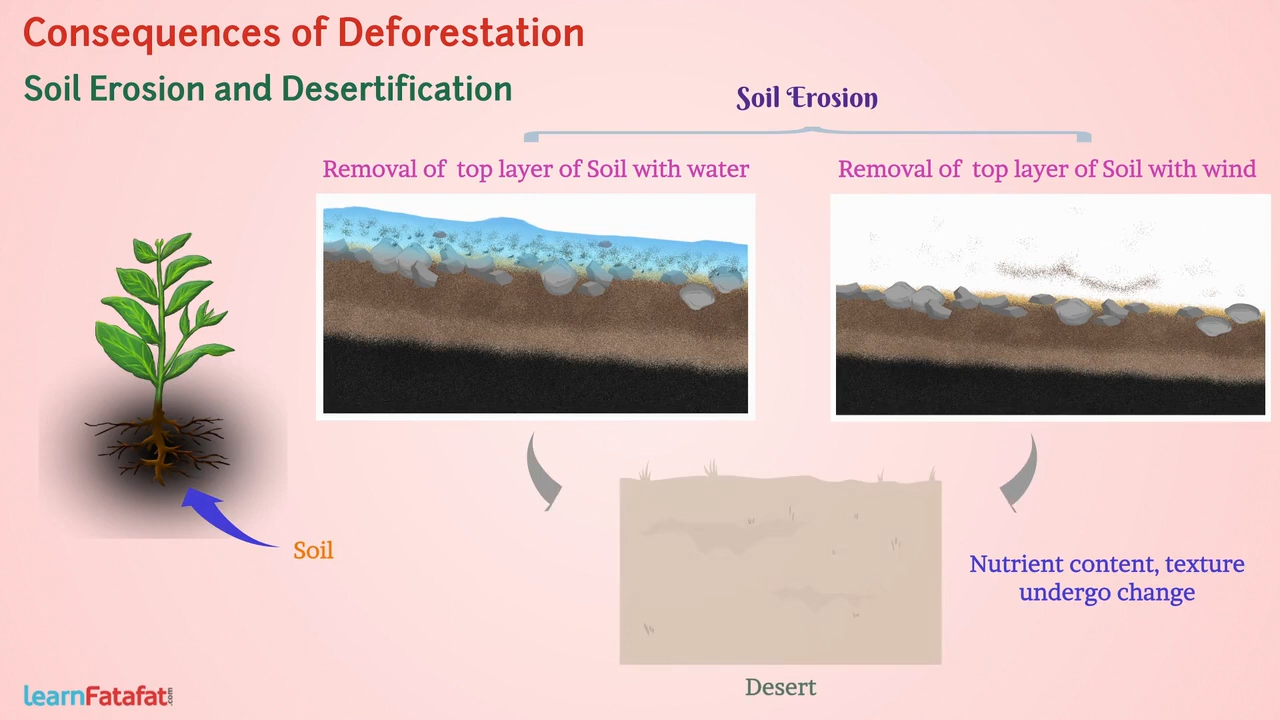 Consequences of Deforestation
Soil Erosion and Desertification
Soil Erosion
Removal of top layer of Soil with water
Removal of top layer of Soil with wind
Soil
Nutrient content, texture
undergo change
Desert
learnFatafat.com